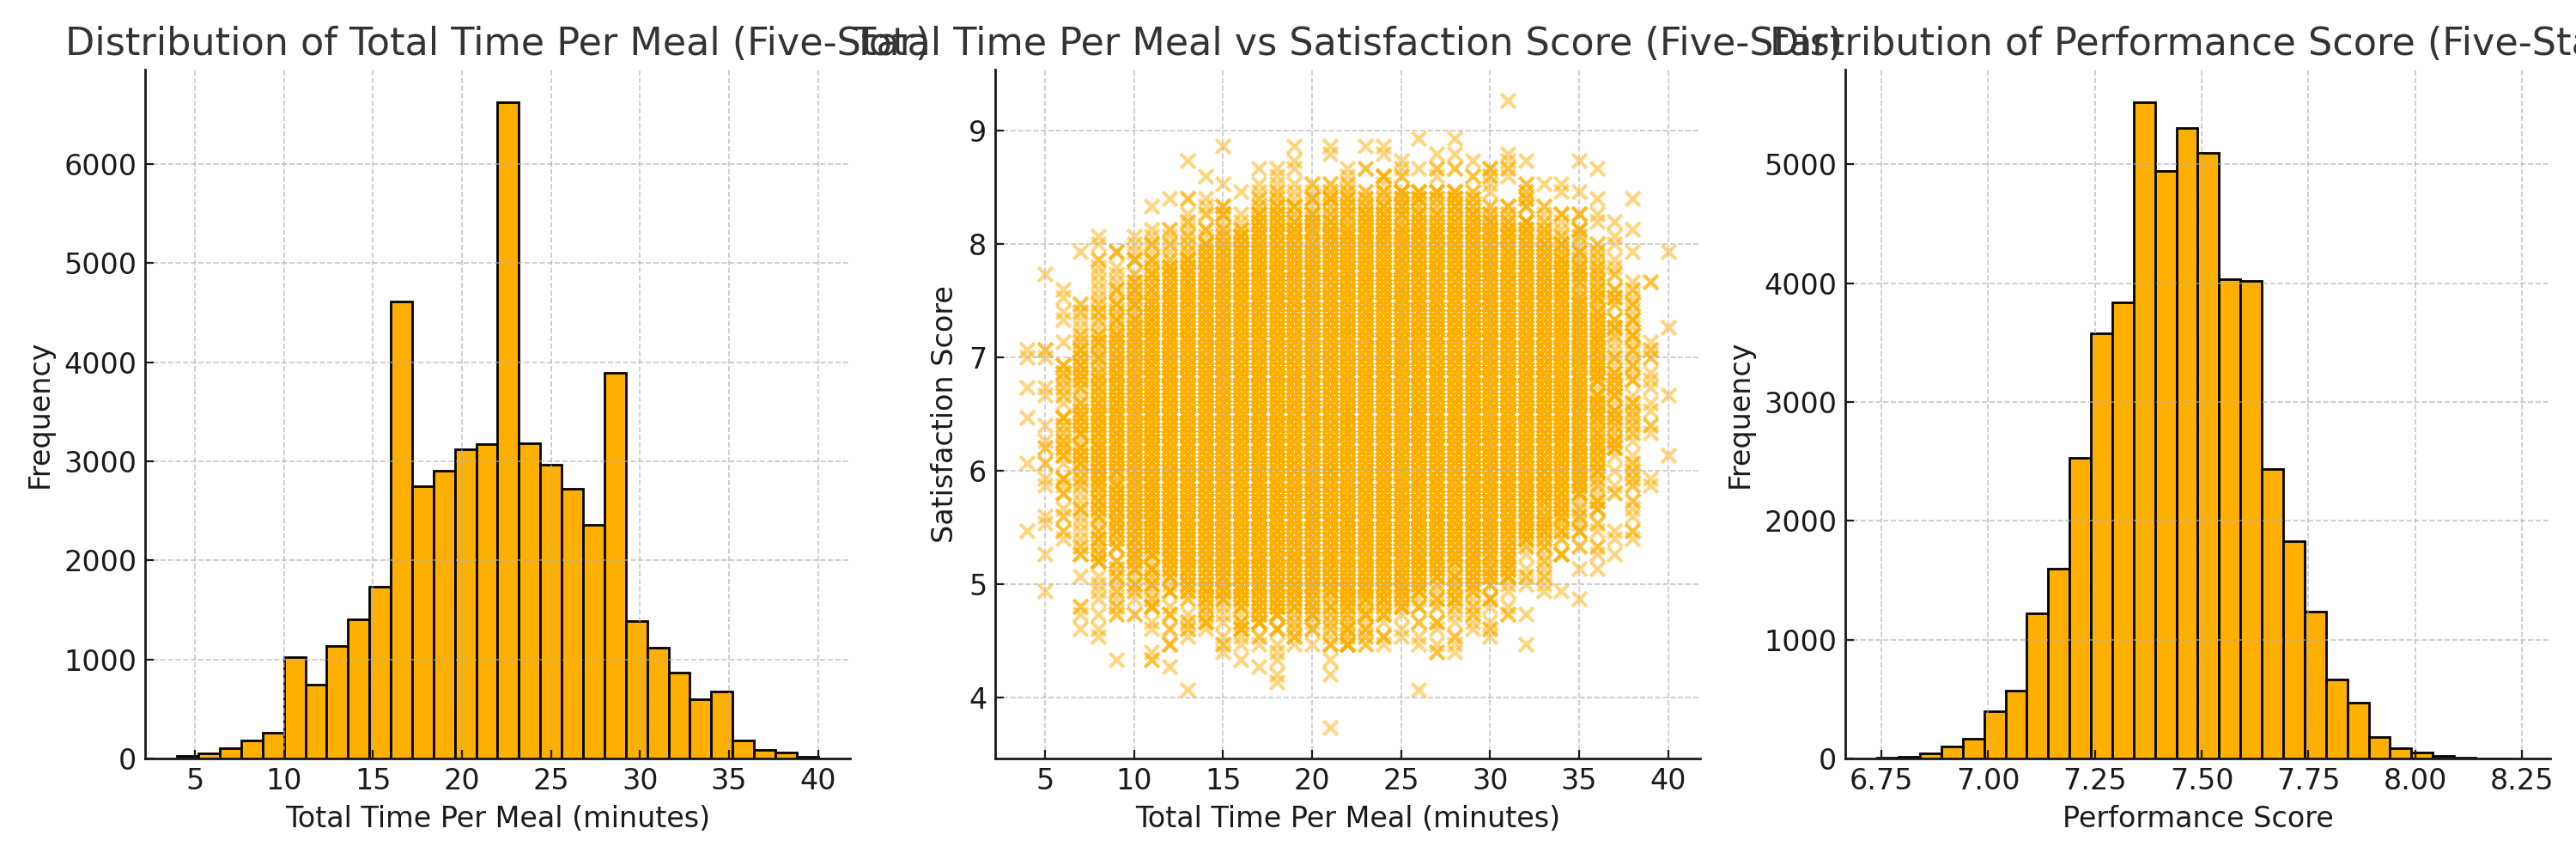 Distribution of Total Time Per Meal (Five-Star)
6000
5000
4000
3000
2000
1000
0
Frequency
5 10 15 20 25 30 35 40
Total Time Per Meal (minutes)
Total Time Per Meal vs Satisfaction Score (Five-Star)
9
8
7
6
5
4
Satisfaction Score
5 10 15 20 25 30 35 40
Total Time Per Meal (minutes)
Distribution of Performance Score (Five-Sta
5000
4000
3000
2000
1000
0
Frequency
6.75 7.00 7.25 7.50 7.75 8.00 8.25
Performance Score